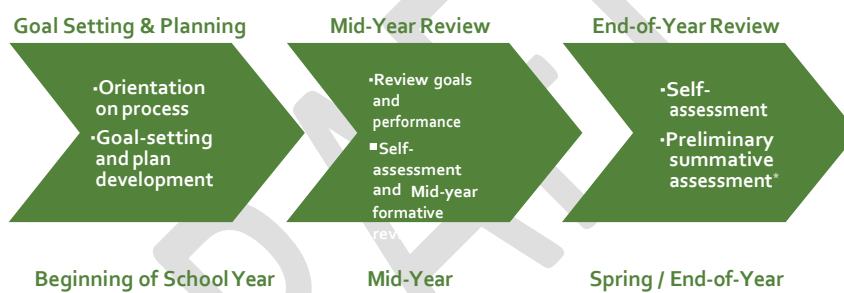 Goal Setting & Planning
Mid-Year Review
End-of-Year Review
▪Orientation
on process
▪Goal-setting
and plan
development
▪Review goals
and
performance
▪Self-
assessment
and Mid-year
formative
▪Self-
assessment
▪Preliminary
summative
assessment*
Beginning of School Year
Mid-Year
Spring / End-of-Year